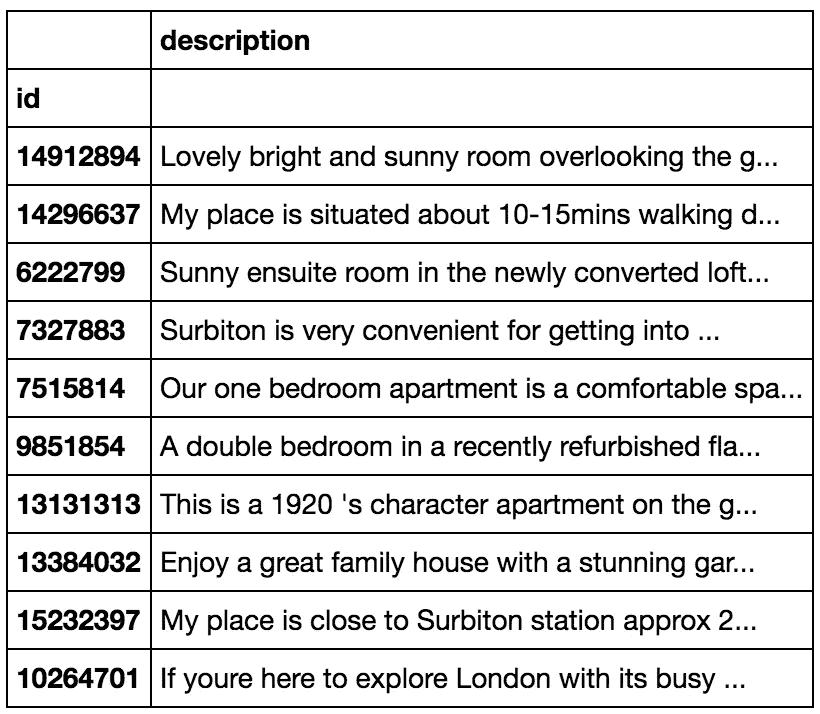 description
id
14912894 Lovely bright and sunny room overlooking the g...
14296637 My place is situated about 10-15mins walking d...
6222799 Sunny ensuite room in the newly converted loft...
7327883 Surbiton is very convenient for getting into ...
7515814 Our one bedroom apartment is a comfortable spa...
9851854 A double bedroom in a recently refurbished fla...
13131313 This is a 1920 's character apartment on the g...
13384032 Enjoy a great family house with a stunning gar...
15232397 My place is close to Surbiton station approx 2...
10264701 If youre here to explore London with its busy ...